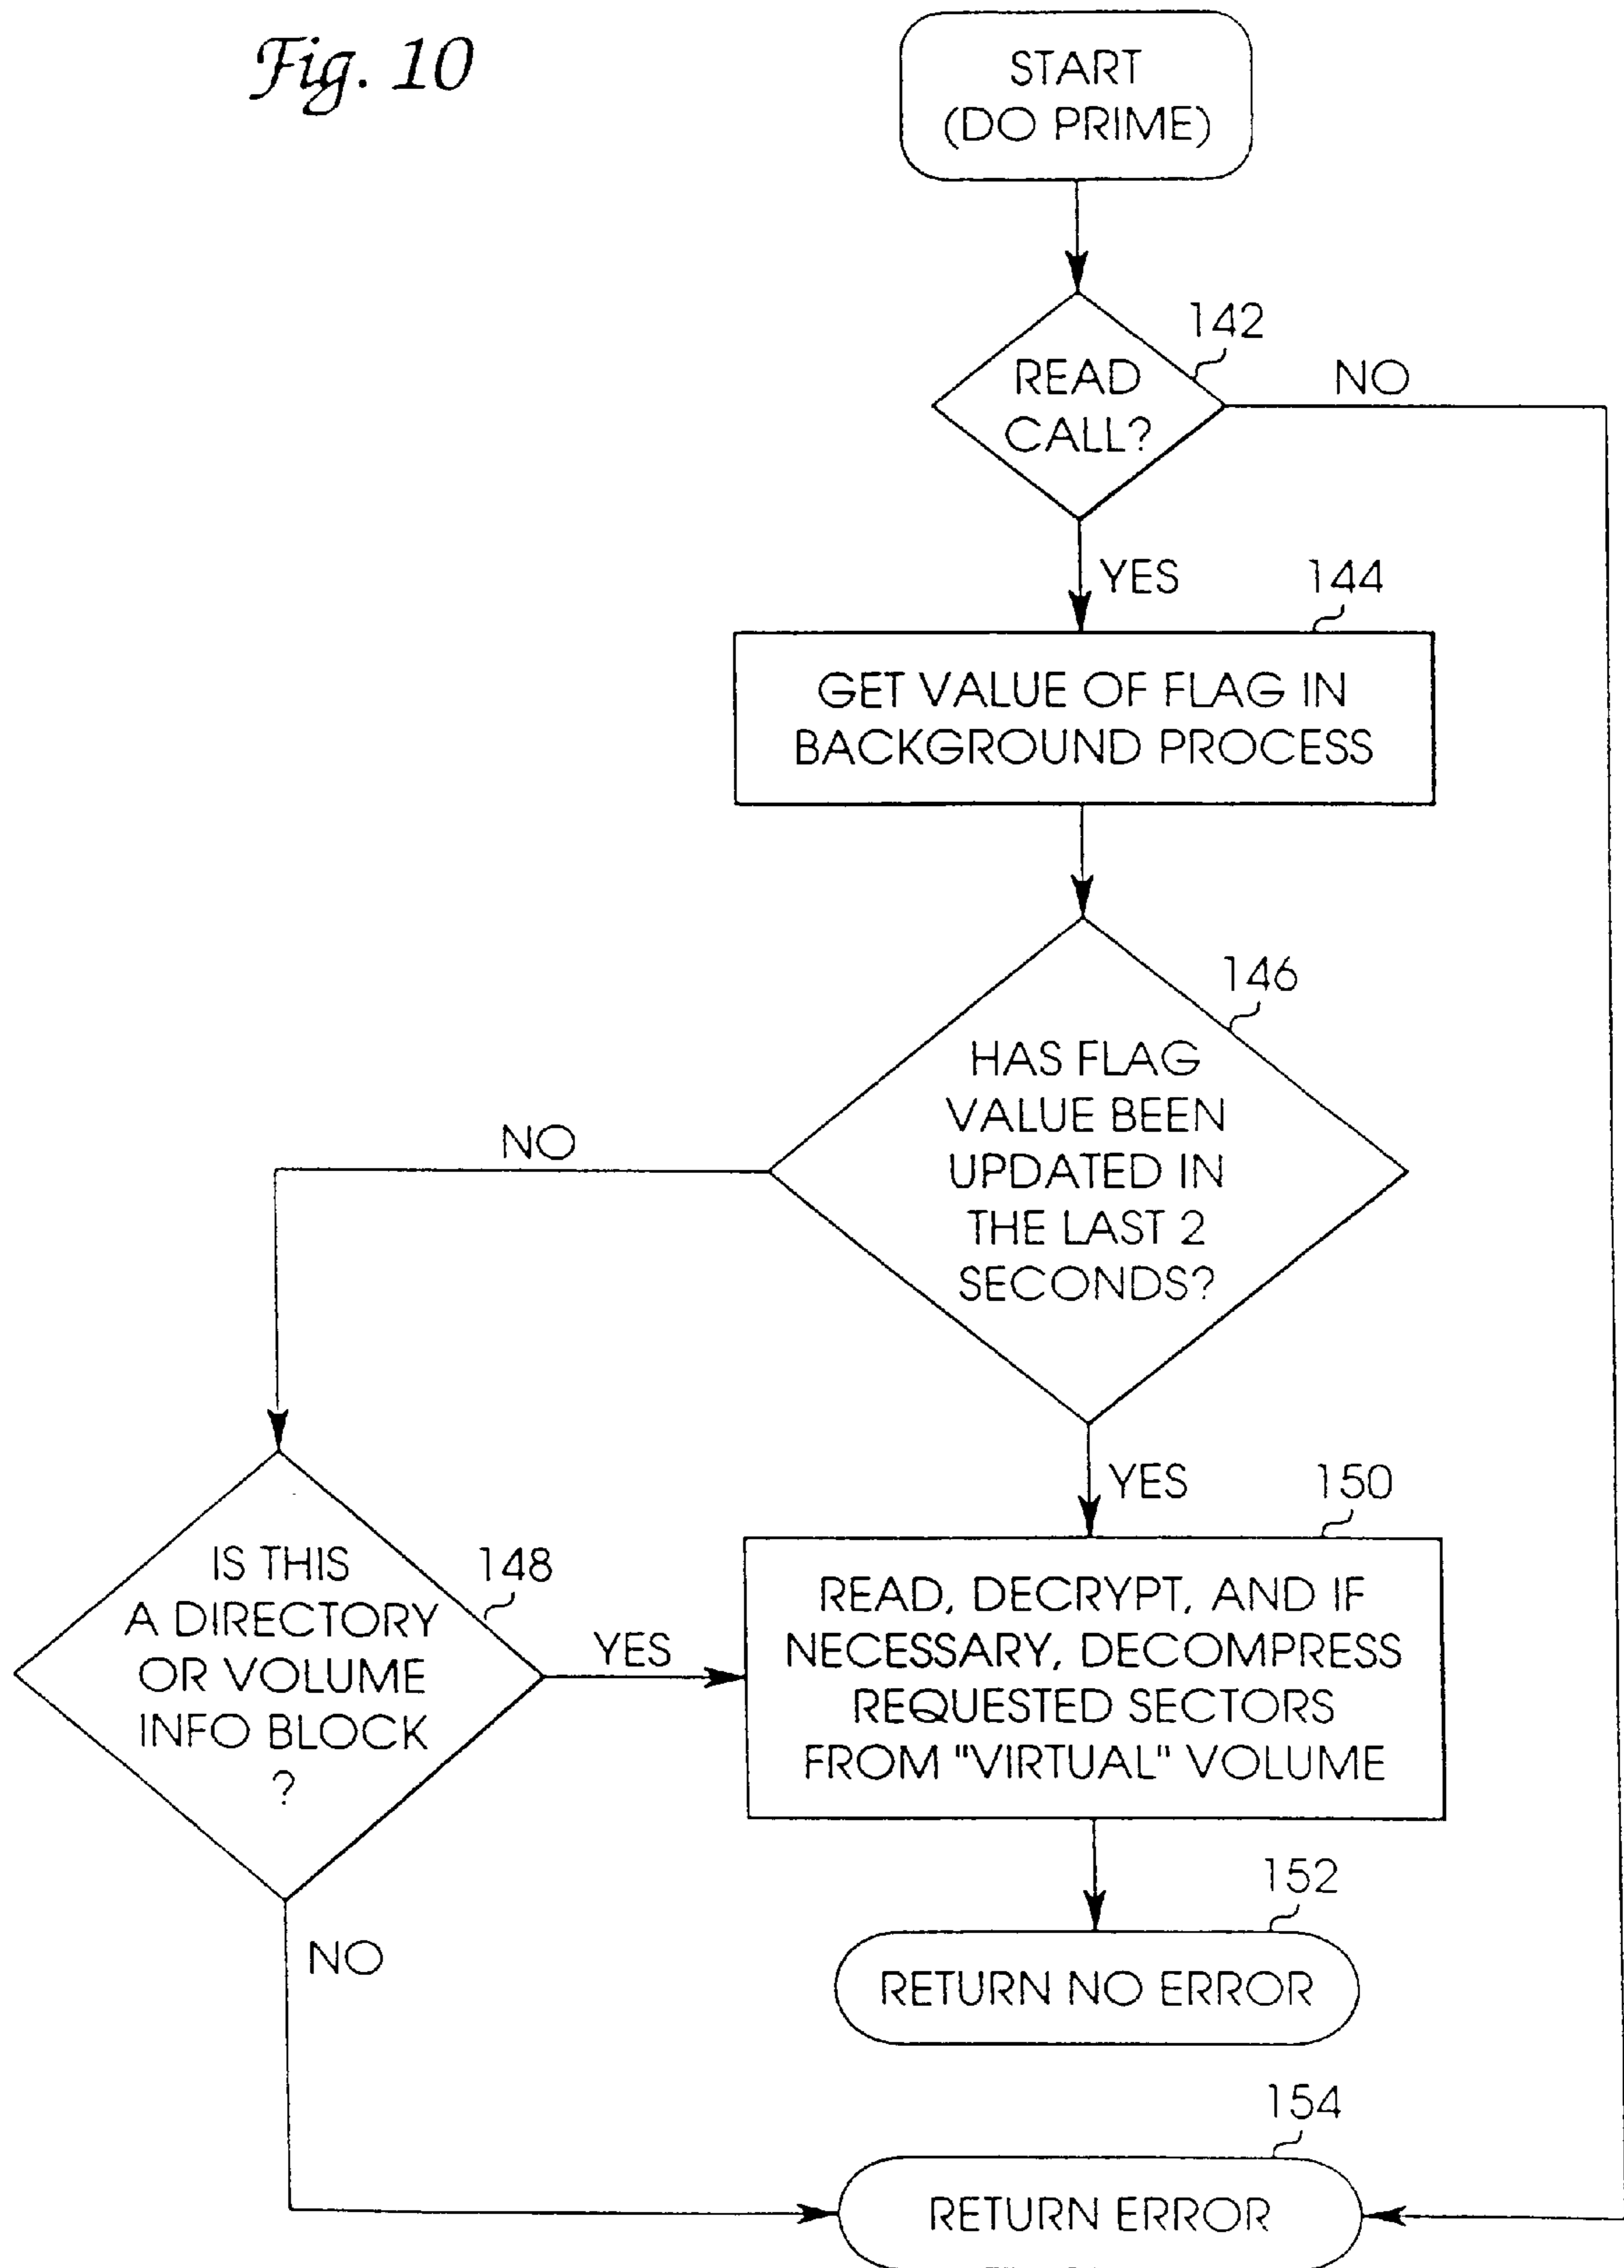 Fig. 10
START
(DO PRIME)
142
READ
CALL?
NO
YES
144
GET VALUE OF FLAG IN
BACKGROUND PROCESS
146
HAS FLAG
VALUE BEEN
UPDATED IN
THE LAST 2
SECONDS?
NO
YES
150
IS THIS
A DIRECTORY
OR VOLUME
INFO BLOCK
?
148
YES
READ, DECRYPT, AND IF
NECESSARY, DECOMPRESS
REQUESTED SECTORS
FROM "VIRTUAL" VOLUME
152
NO
RETURN NO ERROR
154
RETURN ERROR